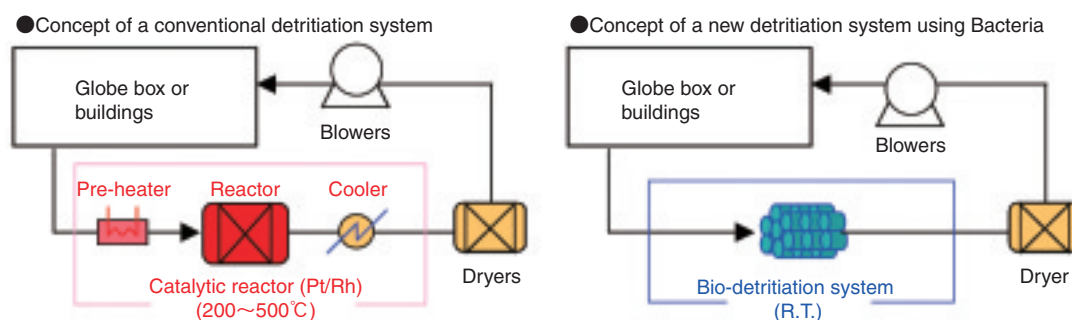 ●Concept of a conventional detritiation system
Globe box or
buildings
Blowers
Pre-heater
Reactor
Cooler
Dryers
Catalytic reactor (Pt/Rh)
(200～500℃)
●Concept of a new detritiation system using Bacteria
Globe box or
buildings
Blowers
Dryer
Bio-detritiation system
(R.T.)